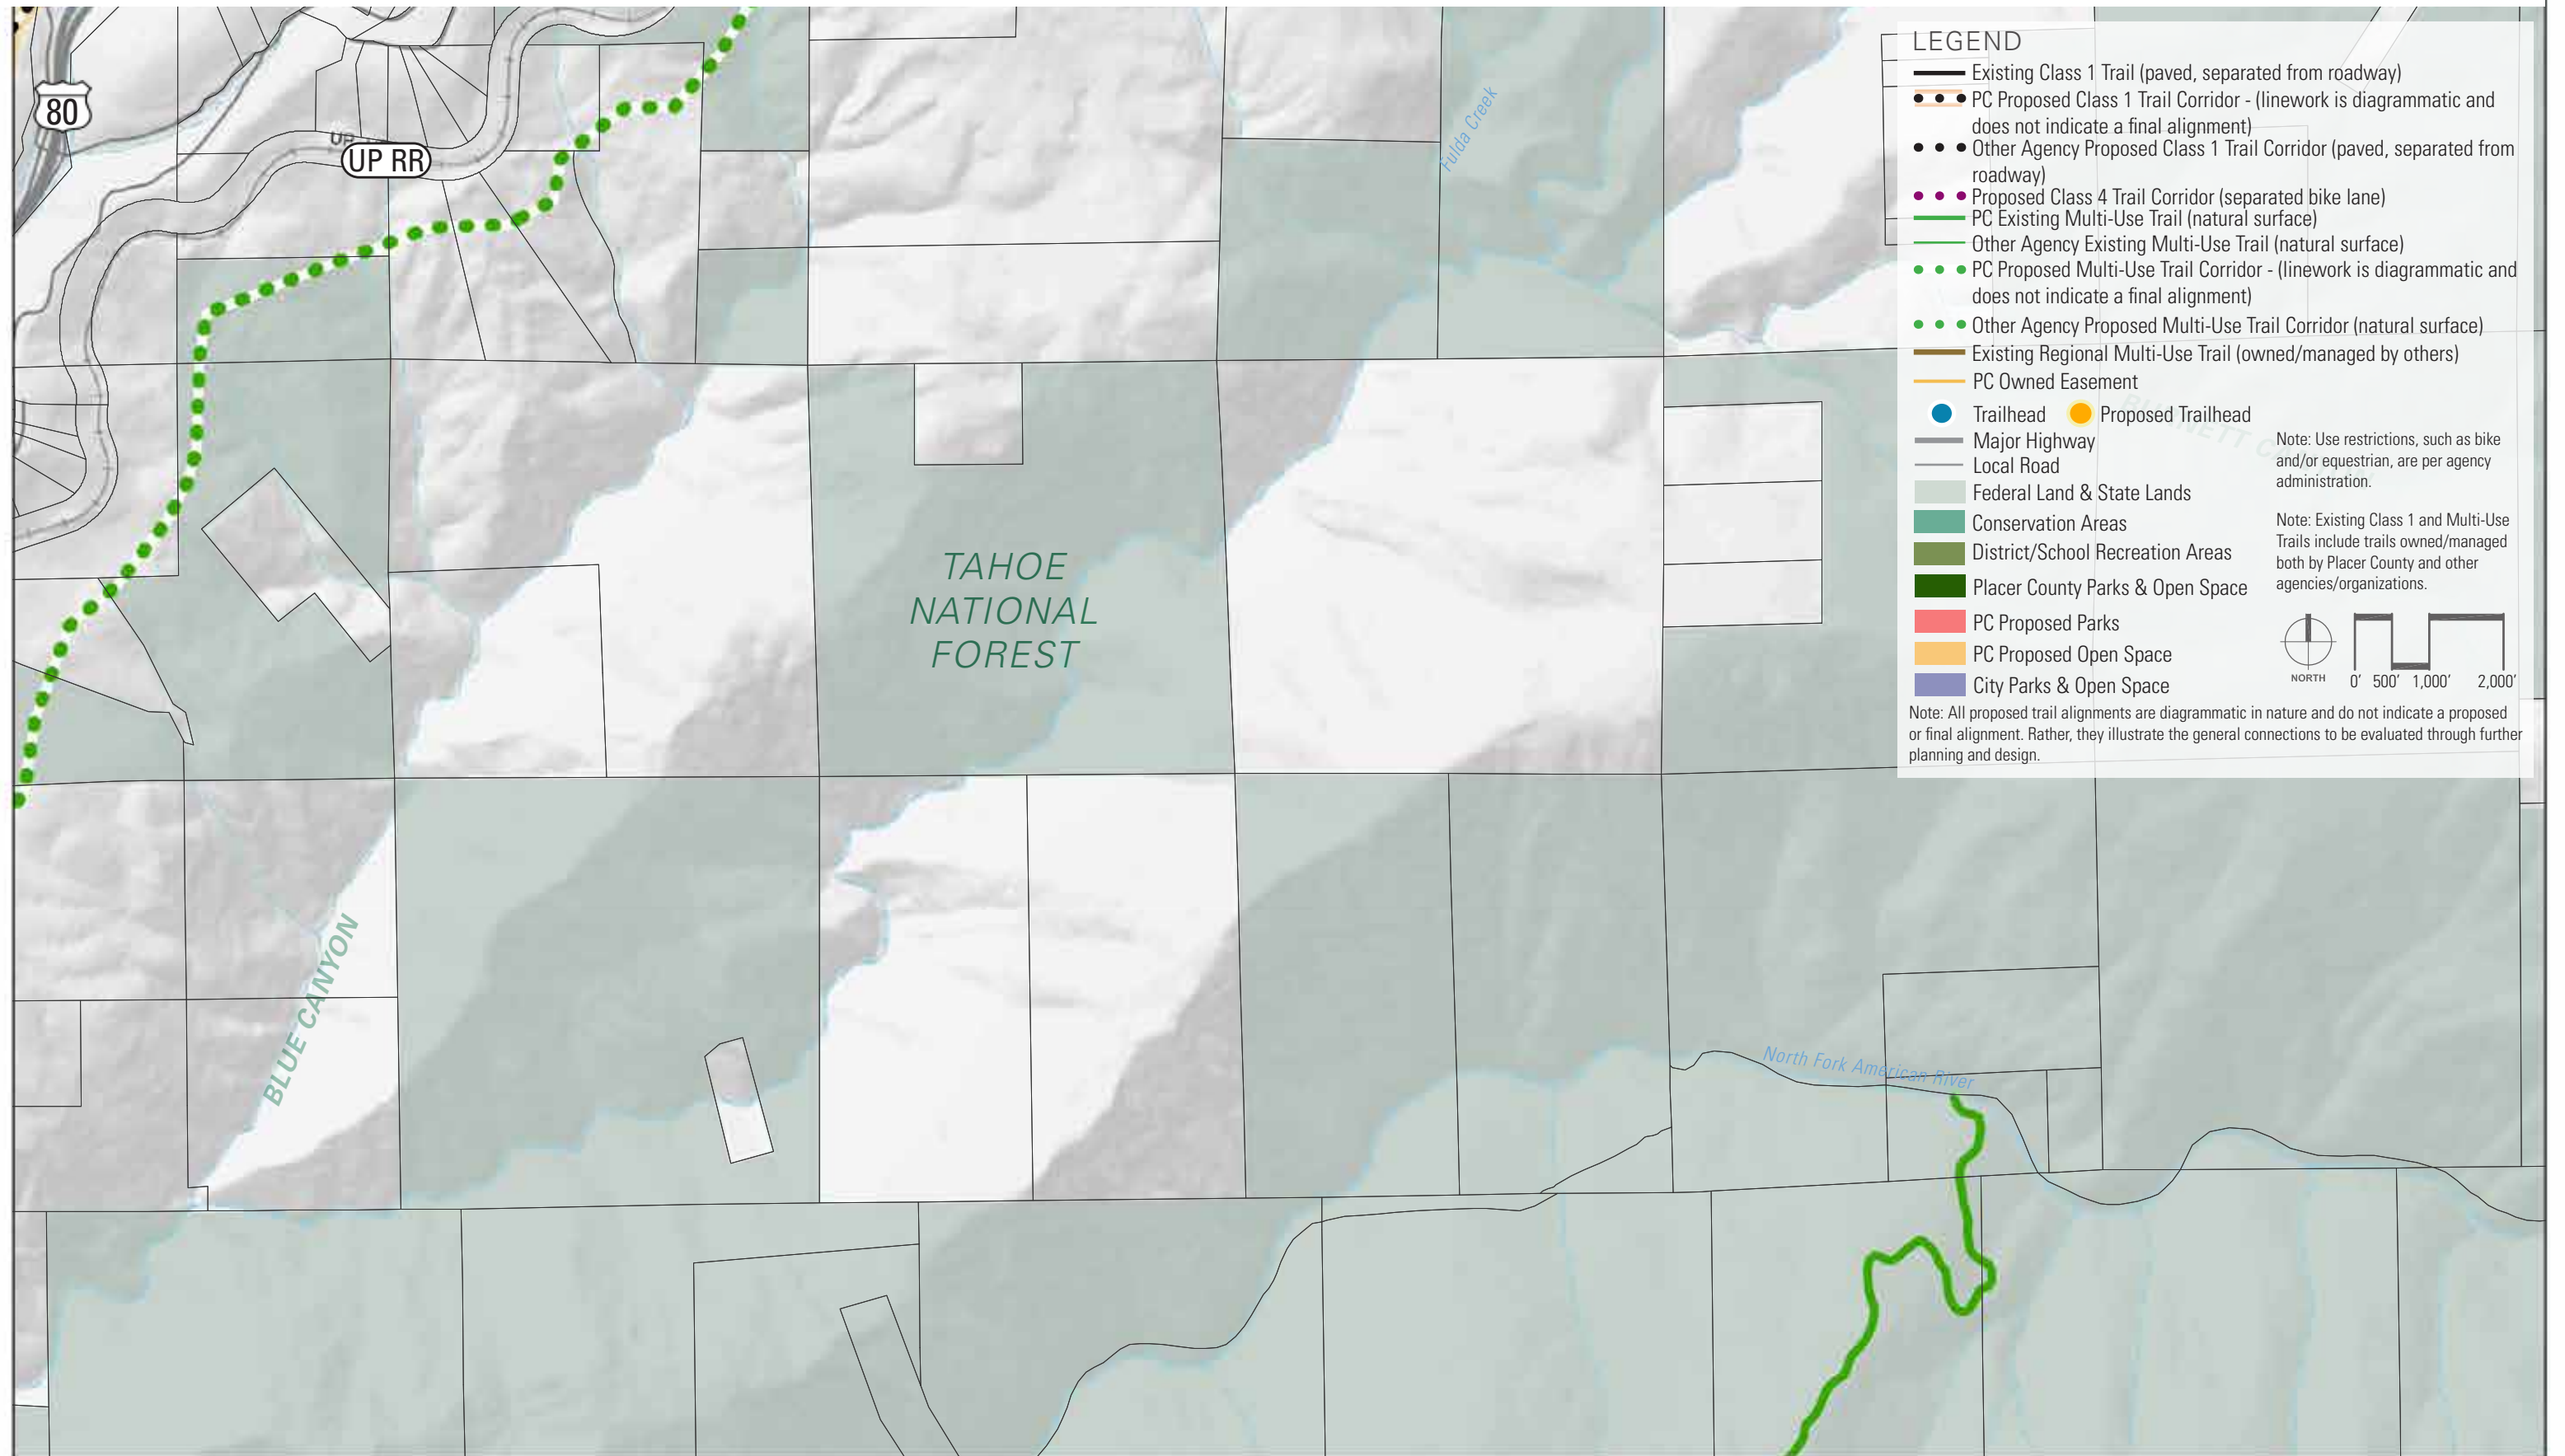 80
UP
UP RR
Fulda Creek
TAHOE
NATIONAL
FOREST
BLUE CANYON
North Fork American River
LEGEND
Existing Class 1 Trail (paved, separated from roadway)
PC Proposed Class 1 Trail Corridor - (linework is diagrammatic and
does not indicate a final alignment)
Other Agency Proposed Class 1 Trail Corridor (paved, separated from
roadway)
Proposed Class 4 Trail Corridor (separated bike lane)
PC Existing Multi-Use Trail (natural surface)
Other Agency Existing Multi-Use Trail (natural surface)
PC Proposed Multi-Use Trail Corridor - (linework is diagrammatic and
does not indicate a final alignment)
Other Agency Proposed Multi-Use Trail Corridor (natural surface)
Existing Regional Multi-Use Trail (owned/managed by others)
PC Owned Easement
Trailhead Proposed Trailhead
Major Highway
Local Road
Federal Land & State Lands
Conservation Areas
District/School Recreation Areas
Placer County Parks & Open Space
PC Proposed Parks
PC Proposed Open Space
City Parks & Open Space
Note: Use restrictions, such as bike
and/or equestrian, are per agency
administration.
Note: Existing Class 1 and Multi-Use
Trails include trails owned/managed
both by Placer County and other
agencies/organizations.
NORTH 0' 500' 1,000' 2,000'
Note: All proposed trail alignments are diagrammatic in nature and do not indicate a proposed
or final alignment. Rather, they illustrate the general connections to be evaluated through further
planning and design.